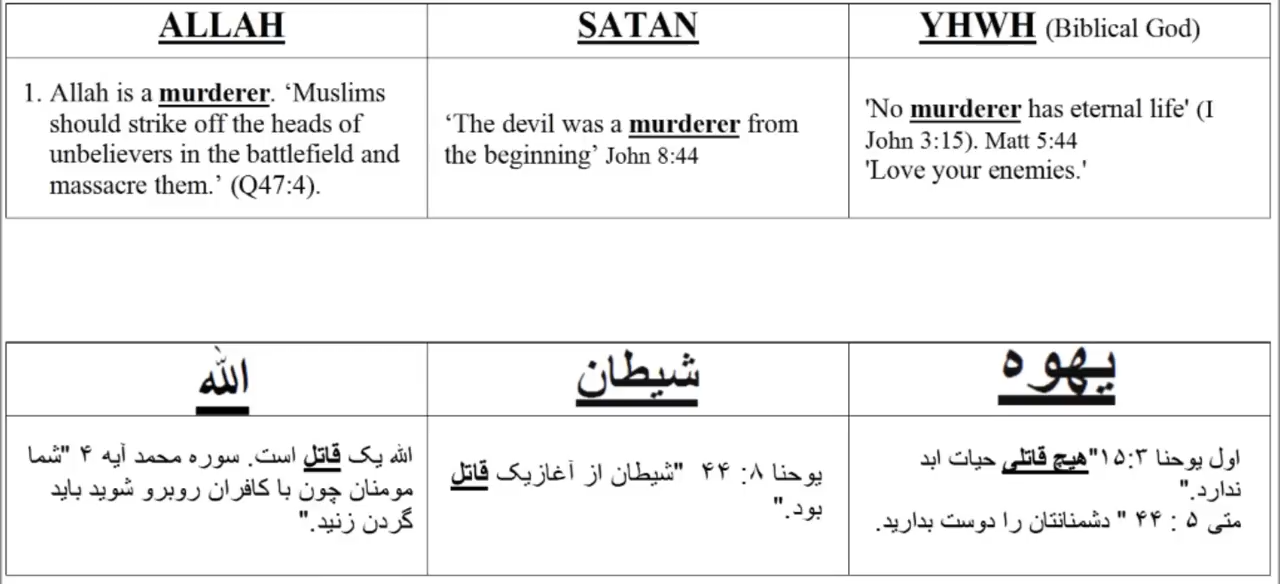 ALLAH
SATAN
YHWH (Biblical God)
1. Allah is a murderer. ‘Muslims
should strike off the heads of
unbelievers in the battlefield and
massacre them.’ (Q47:4).
‘The devil was a murderer from
the beginning’ John 8:44
'No murderer has eternal life' (I
John 3:15). Matt 5:44
'Love your enemies.'
الله
شیطان
یهوه
الله یک قاتل است. سوره محمد آیه ۴ "شما
مومنان چون با کافران روبرو شوید باید
گردن زنید."
یوحنا ۸: ۴۴ "شیطان از آغازیک قاتل
بود."
اول یوحنا ۱۵:۳"هیچ قاتلی حیات ابد
ندارد."
متی ۵ : ۴۴ " دشمنانتان را دوست بدارید.